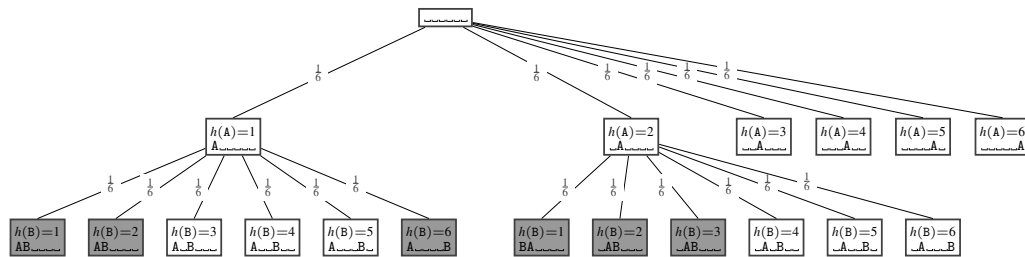 ␣␣␣␣␣␣
1/6 1/6 1/6 1/6 1/6 1/6
h(A)=1 h(A)=2 h(A)=3 h(A)=4 h(A)=5 h(A)=6
A␣␣␣␣␣ ␣A␣␣␣␣ ␣␣A␣␣␣ ␣␣␣A␣␣ ␣␣␣␣A␣ ␣␣␣␣␣A
1/6 1/6 1/6 1/6 1/6 1/6 1/6 1/6 1/6 1/6 1/6 1/6
h(B)=1 h(B)=2 h(B)=3 h(B)=4 h(B)=5 h(B)=6 h(B)=1 h(B)=2 h(B)=3 h(B)=4 h(B)=5 h(B)=6
AB␣␣␣␣ AB␣␣␣␣ A␣B␣␣␣ A␣␣B␣␣ A␣␣␣B␣ A␣␣␣␣B BA␣␣␣␣ ␣AB␣␣␣ ␣AB␣␣␣ ␣A␣B␣␣ ␣A␣␣B␣ ␣A␣␣␣B